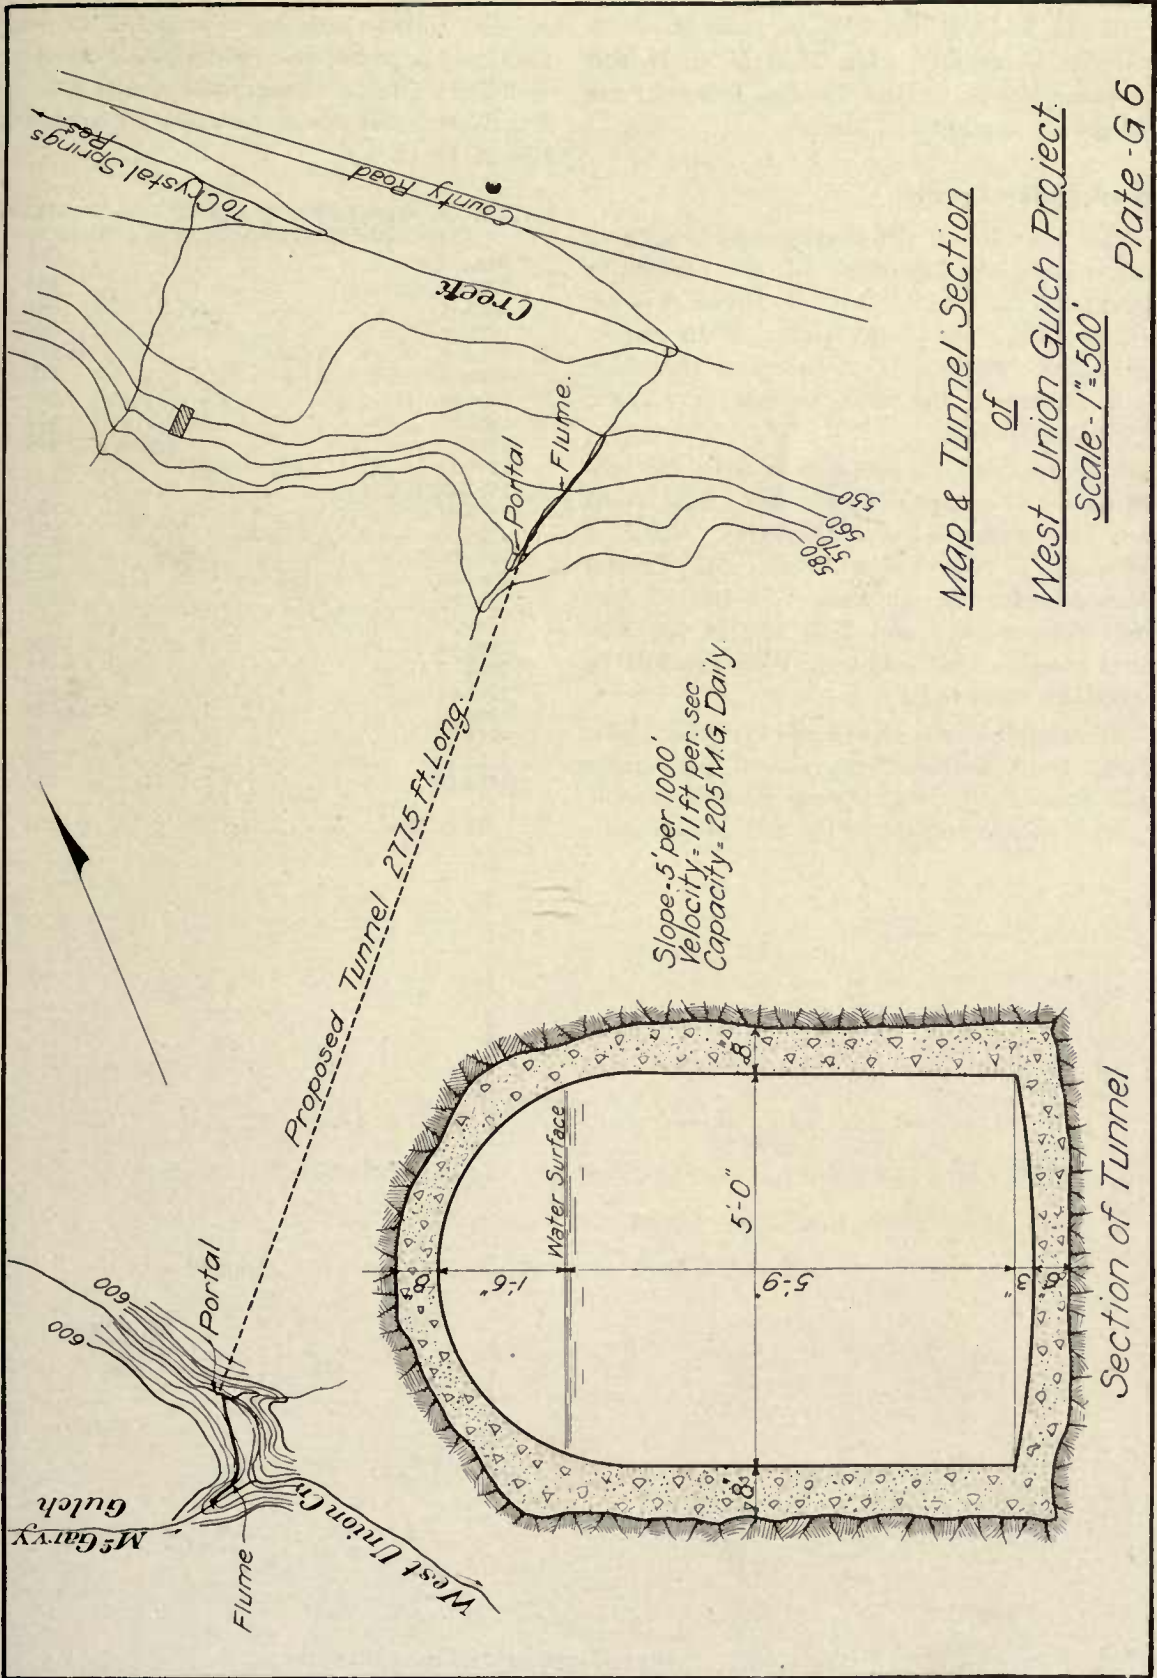 McGarvy
Gulch
600
600
Flume
Portal
West Union Cr.
Proposed Tunnel 2775 ft. Long.
Portal
Flume.
580
570
560
550
Creek
To Crystal Springs
Res.
County Road
Slope = 5' per 1000'
Velocity = 11 ft per. sec
Capacity = 205 M.G. Daily.
8"
1'-6"
Water Surface
5'-0"
5'-9"
8"
8"
3"
6"
Section of Tunnel
Map & Tunnel Section
of
West Union Gulch Project.
Scale - 1" = 500'
Plate - G 6